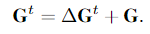 𝐆ᵗ = Δ𝐆ᵗ + 𝐆.